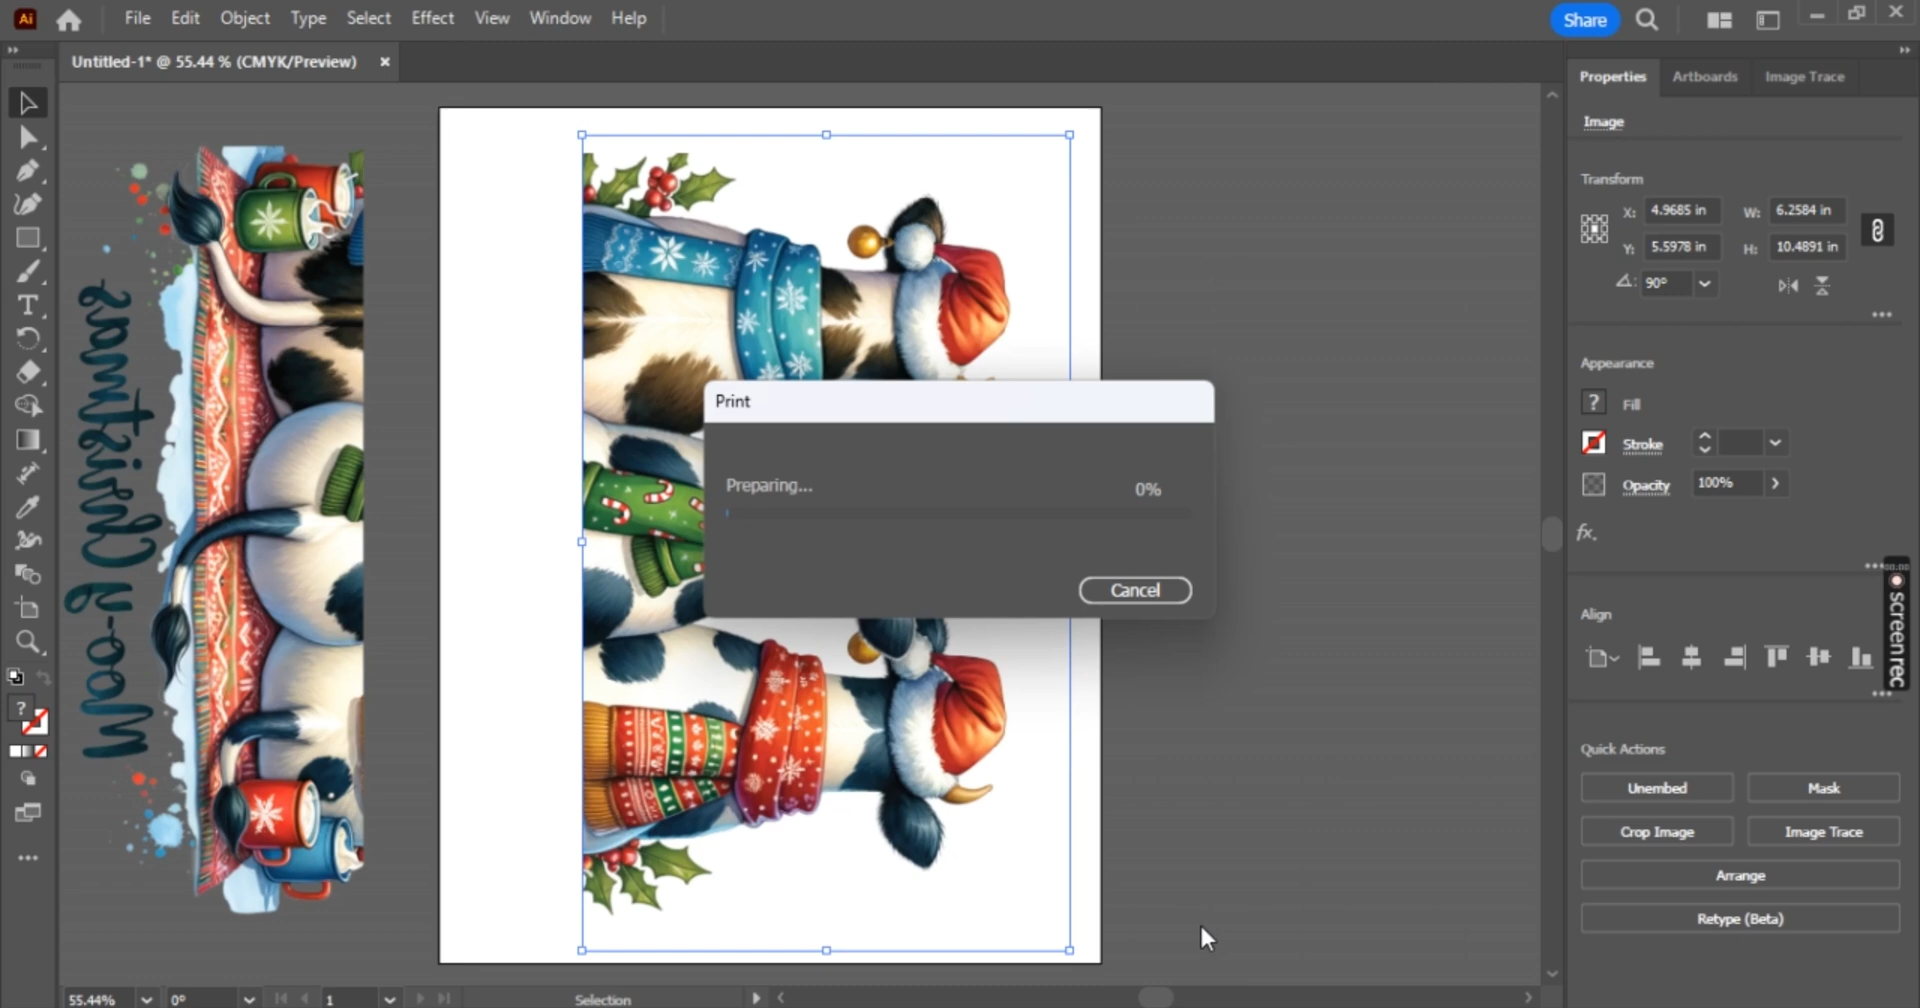 Ai
File Edit Object Type Select Effect View Window Help
Share
Untitled-1* @ 55.44 % (CMYK/Preview) ×
Properties Artboards Image Trace
Image
Transform
X: 4.9685 in W: 6.2584 in
Y: 5.5978 in H: 10.4891 in
90°
Appearance
? Fill
Stroke
Opacity 100%
fx.
Align
Quick Actions
Unembed Mask
Crop Image Image Trace
Arrange
Retype (Beta)
Print
Preparing... 0%
Cancel
Moo-y Christmas
00:00
screenrec
?
55.44% 0° 1 Selection